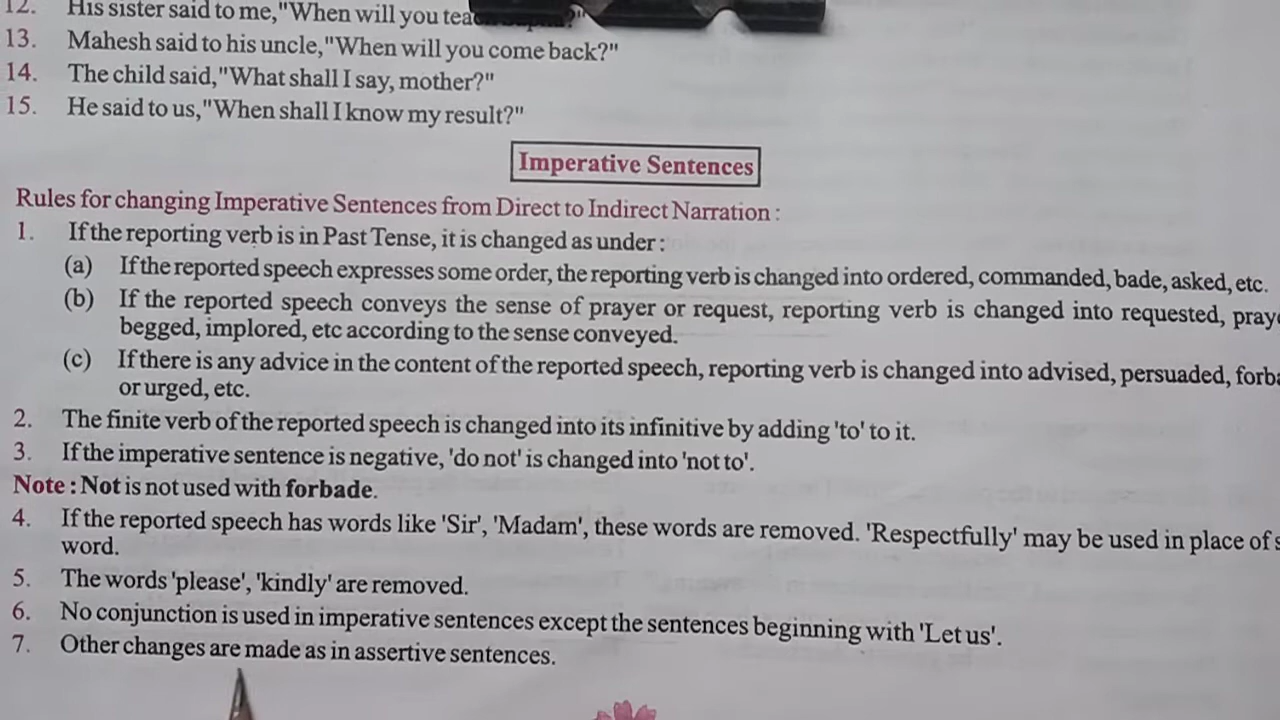 12. His sister said to me,"When will you
13. Mahesh said to his uncle,"When will you come back?"
14. The child said,"What shall I say, mother?"
15. He said to us,"When shall I know my result?"
Imperative Sentences
Rules for changing Imperative Sentences from Direct to Indirect Narration :
1. If the reporting verb is in Past Tense, it is changed as under :
(a) If the reported speech expresses some order, the reporting verb is changed into ordered, commanded, bade, asked, etc.
(b) If the reported speech conveys the sense of prayer or request, reporting verb is changed into requested,
begged, implored, etc according to the sense conveyed.
(c) If there is any advice in the content of the reported speech, reporting verb is changed into advised, persuaded,
or urged, etc.
2. The finite verb of the reported speech is changed into its infinitive by adding 'to' to it.
3. If the imperative sentence is negative, 'do not' is changed into 'not to'.
Note : Not is not used with forbade.
4. If the reported speech has words like 'Sir', 'Madam', these words are removed. 'Respectfully' may be used in place of
word.
5. The words 'please', 'kindly' are removed.
6. No conjunction is used in imperative sentences except the sentences beginning with 'Let us'.
7. Other changes are made as in assertive sentences.